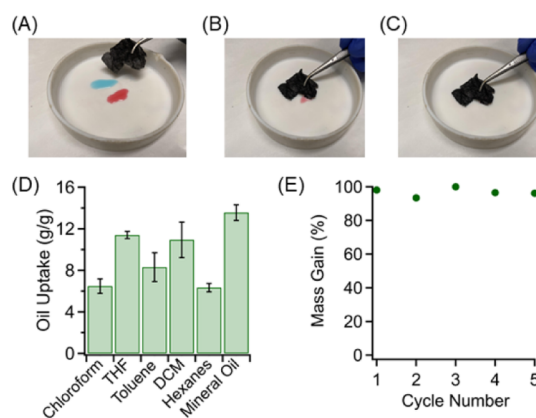 (A)
(B)
(C)
(D)
Oil Uptake (g/g)
16
12
8
4
0
Chloroform
THF
Toluene
DCM
Hexanes
Mineral Oil
(E)
Mass Gain (%)
100
80
60
40
20
0
1 2 3 4 5
Cycle Number